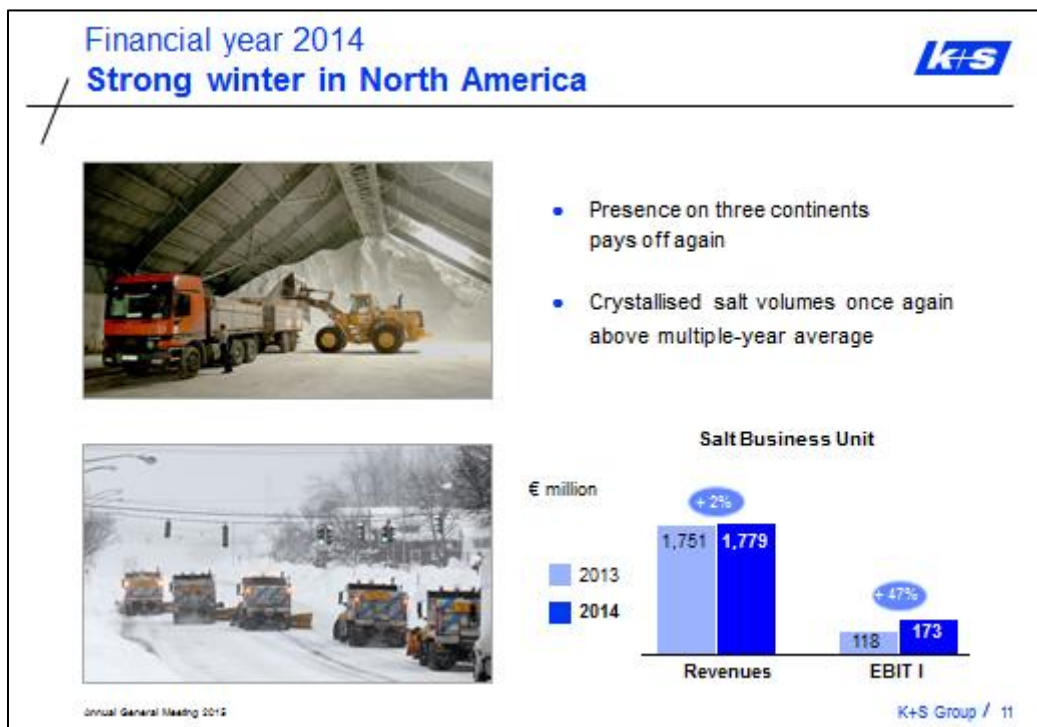 Financial year 2014
Strong winter in North America
K+S
• Presence on three continents
pays off again
• Crystallised salt volumes once again
above multiple-year average
Salt Business Unit
€ million
+ 2%
1,751
1,779
2013
2014
+ 47%
118
173
Revenues
EBIT I
Annual General Meeting 2015
K+S Group / 11